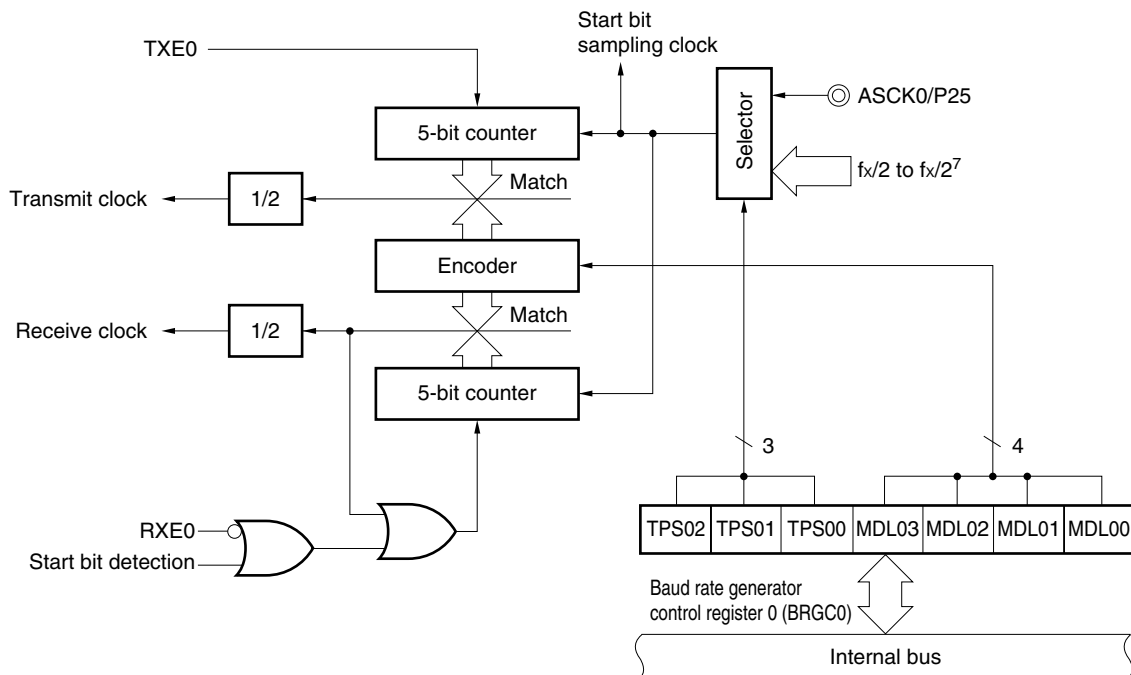 Start bit
sampling clock
TXE0
Selector
ASCK0/P25
5-bit counter
fx/2 to fx/2⁷
Match
Transmit clock
1/2
Encoder
Match
Receive clock
1/2
5-bit counter
3
4
RXE0
Start bit detection
TPS02 TPS01 TPS00 MDL03 MDL02 MDL01 MDL00
Baud rate generator
control register 0 (BRGC0)
Internal bus